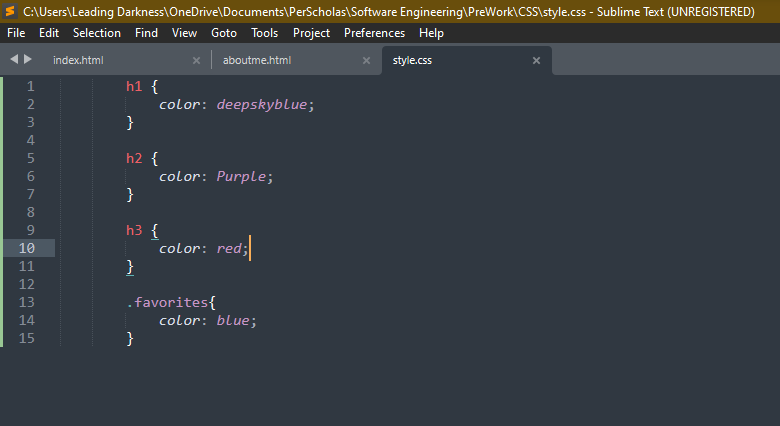 C:\Users\Leading Darkness\OneDrive\Documents\PerScholas\Software Engineering\PreWork\CSS\style.css - Sublime Text (UNREGISTERED)
File Edit Selection Find View Goto Tools Project Preferences Help
index.html × aboutme.html × style.css ×
1 h1 {
2 color: deepskyblue;
3 }
4
5 h2 {
6 color: Purple;
7 }
8
9 h3 {
10 color: red;
11 }
12
13 .favorites{
14 color: blue;
15 }